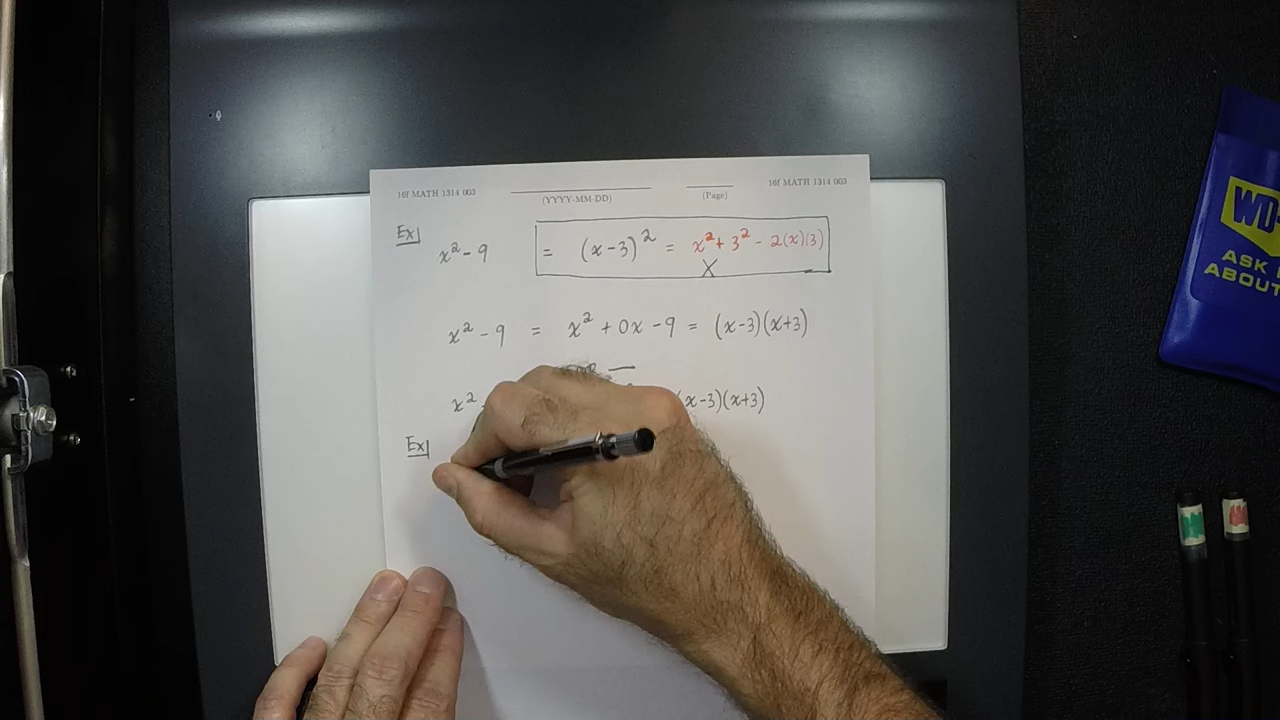 16f MATH 1314 003 (YYYY-MM-DD) (Page) 16f MATH 1314 003
Ex
x² - 9 = (x-3)² = x² + 3² - 2(x)(3)
X
x² - 9 = x² + 0x - 9 = (x-3)(x+3)
x² (x-3)(x+3)
Ex
WD-
ASK
ABOUT